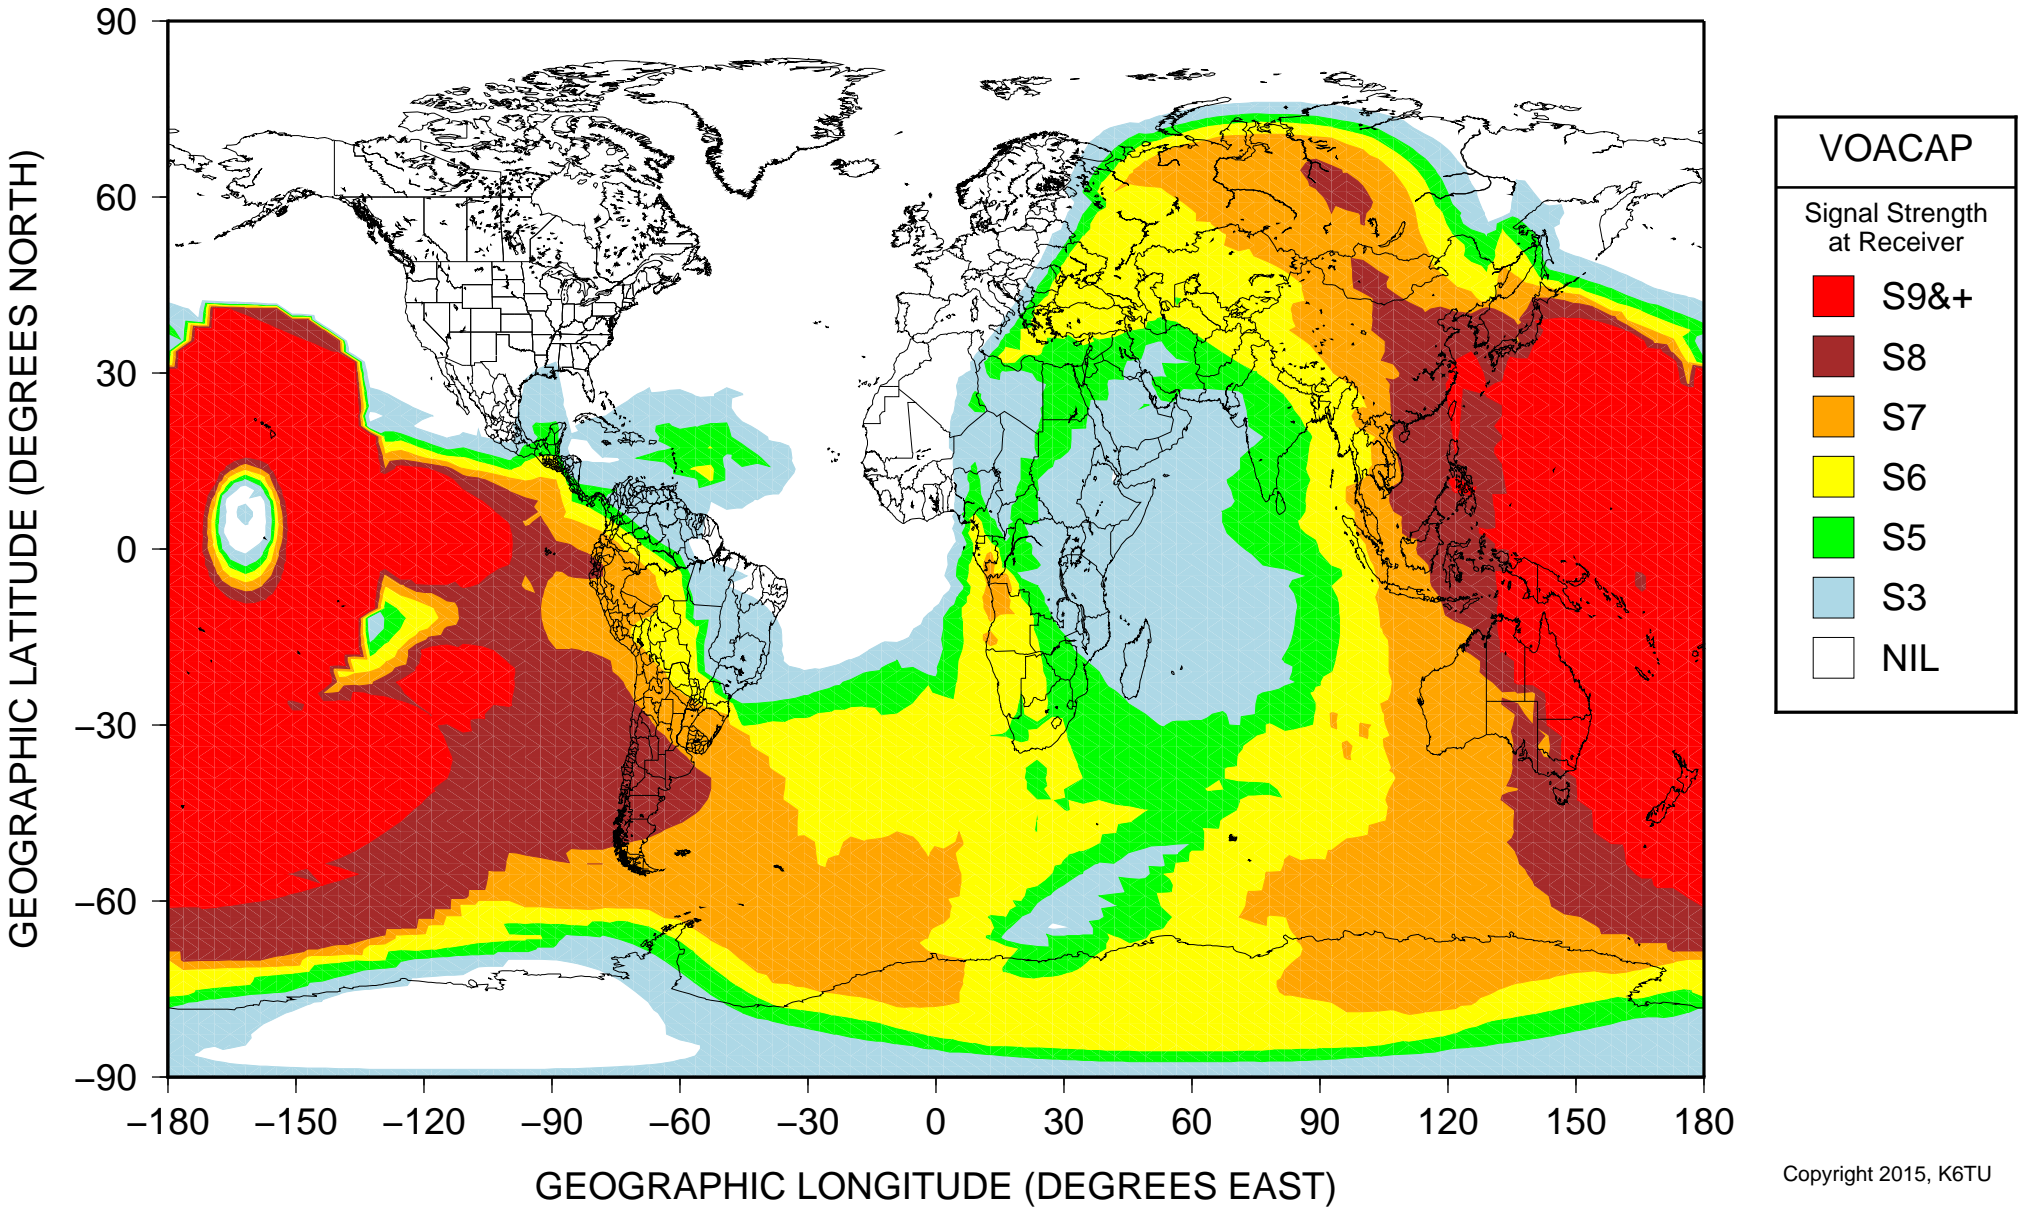 90
60
30
0
−30
−60
−90
GEOGRAPHIC LATITUDE (DEGREES NORTH)
−180 −150 −120 −90 −60 −30 0 30 60 90 120 150 180
GEOGRAPHIC LONGITUDE (DEGREES EAST)
VOACAP
Signal Strength
at Receiver
S9&+
S8
S7
S6
S5
S3
NIL
Copyright 2015, K6TU